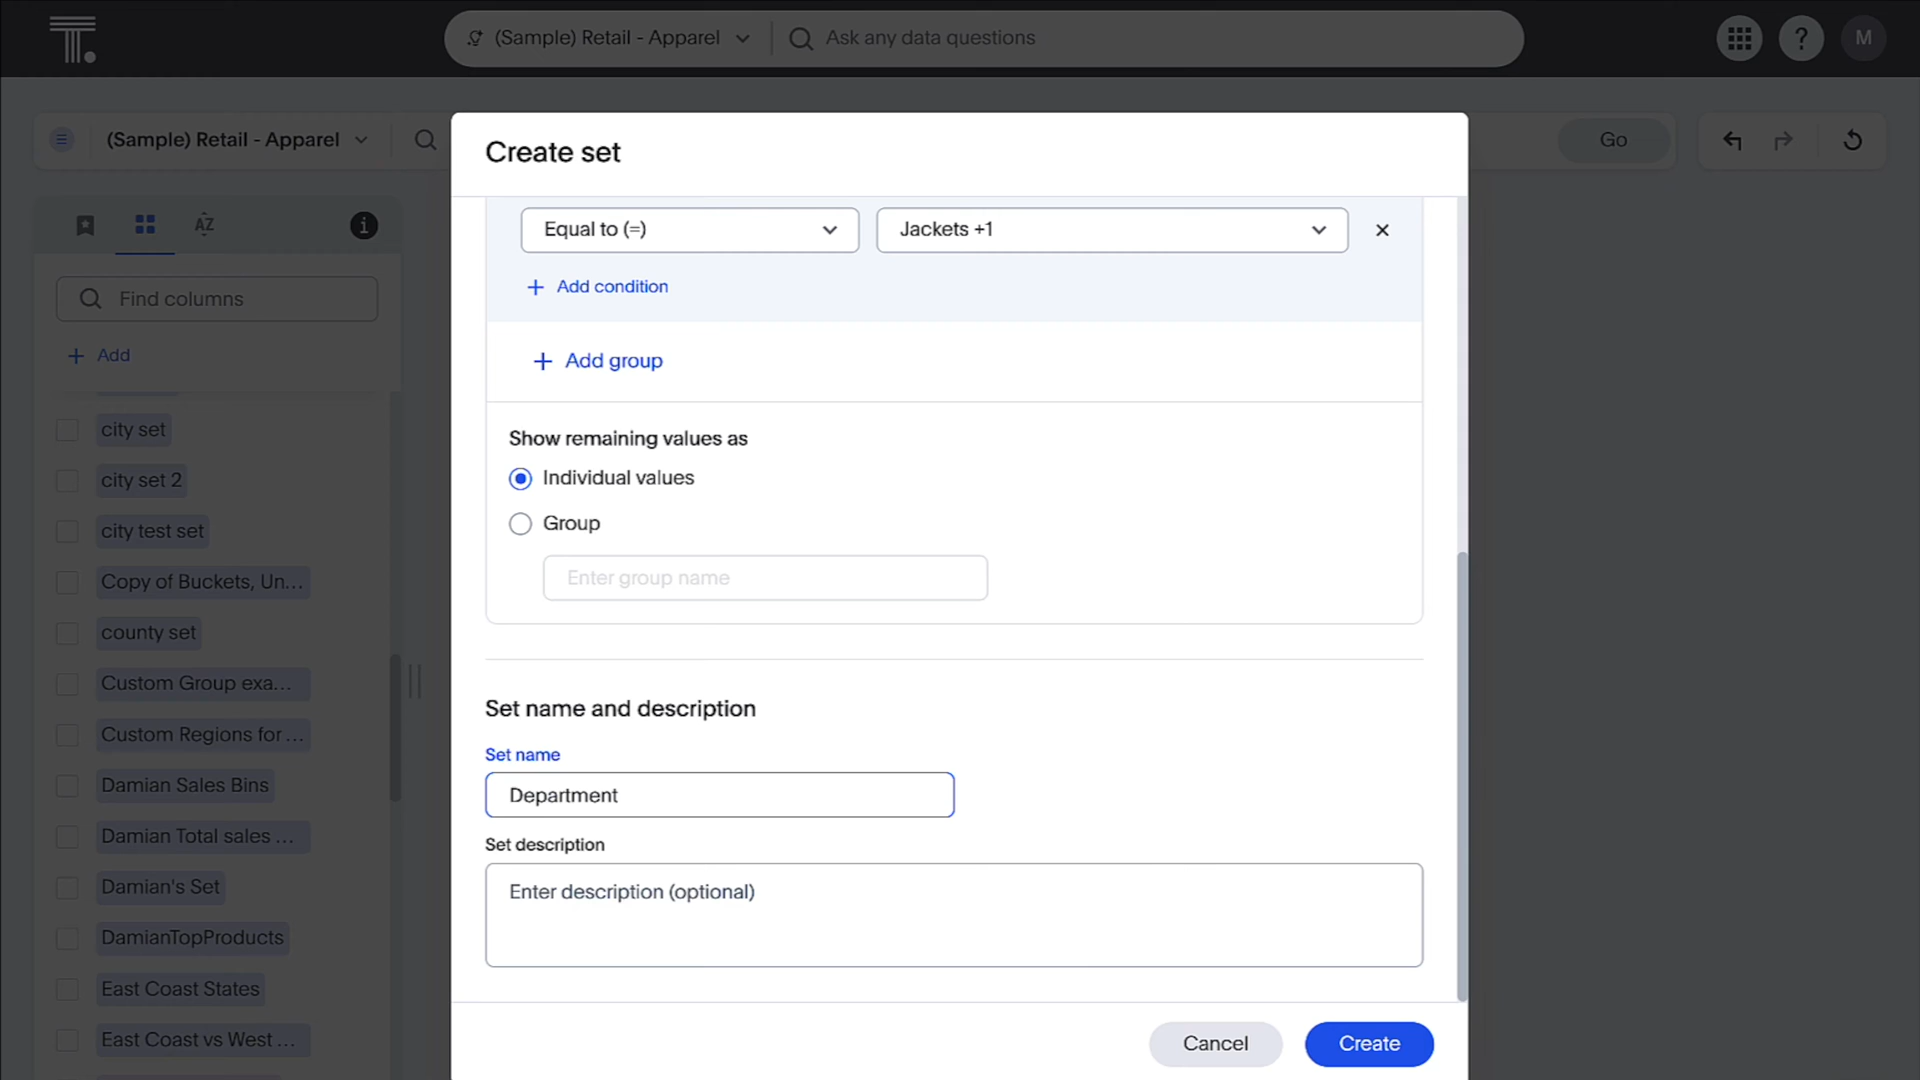 T.
(Sample) Retail - Apparel
Ask any data questions
?
M
(Sample) Retail - Apparel
Go
AZ
i
Find columns
+ Add
city set
city set 2
city test set
Copy of Buckets, Un...
county set
Custom Group exa...
Custom Regions for ...
Damian Sales Bins
Damian Total sales ...
Damian's Set
DamianTopProducts
East Coast States
East Coast vs West ...
Create set
Equal to (=)
Jackets +1
+ Add condition
+ Add group
Show remaining values as
Individual values
Group
Enter group name
Set name and description
Set name
Department
Set description
Enter description (optional)
Cancel
Create